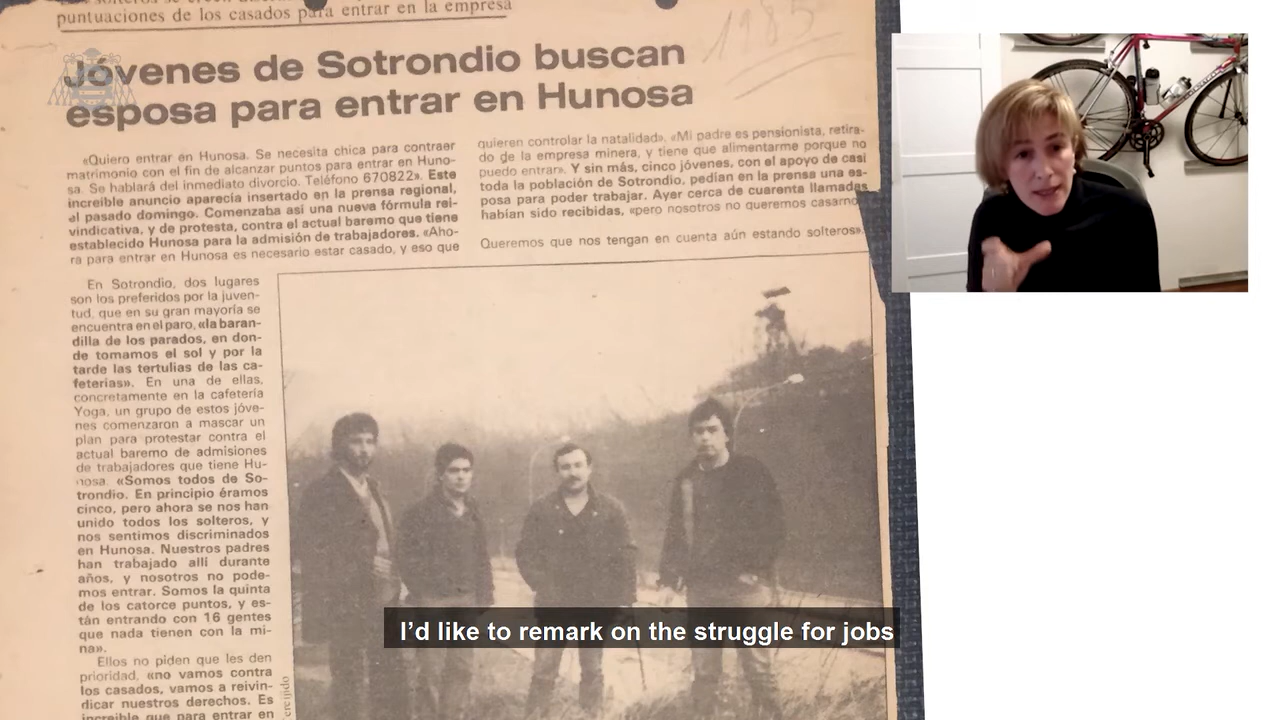 puntuaciones de los casados para entrar en la empresa
1985
Jóvenes de Sotrondio buscan
esposa para entrar en Hunosa
«Quiero entrar en Hunosa. Se necesita chica para contraer
matrimonio con el fin de alcanzar puntos para entrar en Huno-
sa. Se hablará del inmediato divorcio. Teléfono 670822». Este
increíble anuncio aparecía insertado en la prensa regional,
el pasado domingo. Comenzaba así una nueva fórmula rei-
vindicativa, y de protesta, contra el actual baremo que tiene
establecido Hunosa para la admisión de trabajadores. «Aho-
ra para entrar en Hunosa es necesario estar casado, y eso que
quieren controlar la natalidad». «Mi padre es pensionista, retira-
do de la empresa minera, y tiene que alimentarme porque no
puedo entrar». Y sin más, cinco jóvenes, con el apoyo de casi
toda la población de Sotrondio, pedían en la prensa una es-
posa para poder trabajar. Ayer cerca de cuarenta llamadas
habían sido recibidas, «pero nosotros no queremos
Queremos que nos tengan en cuenta aún estando solteros».
En Sotrondio, dos lugares
son los preferidos por la juven-
tud, que en su gran mayoría se
encuentra en el paro, «la baran-
dilla de los parados, en don-
de tomamos el sol y por la
tarde las tertulias de las ca-
feterías». En una de ellas,
concretamente en la cafetería
Yoga, un grupo de estos jóve-
nes comenzaron a mascar un
plan para protestar contra el
actual baremo de admisiones
de trabajadores que tiene Hu-
nosa. «Somos todos de So-
trondio. En principio éramos
cinco, pero ahora se nos han
unido todos los solteros, y
nos sentimos discriminados
en Hunosa. Nuestros padres
han trabajado allí durante
años, y nosotros no pode-
mos entrar. Somos la quinta
de los catorce puntos, y es-
tán entrando con 16 gentes
que nada tienen con la mi-
na».
Ellos no piden que les den
prioridad, «no vamos contra
los casados, vamos a reivin-
dicar nuestros derechos. Es
increíble que para entrar en
I'd like to remark on the struggle for jobs